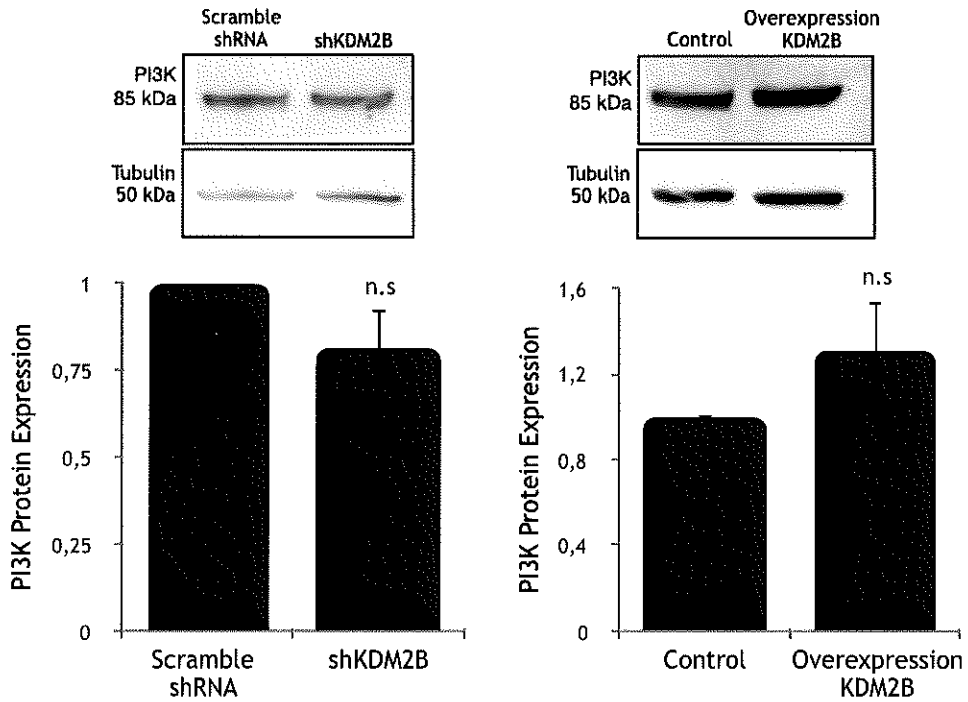 Scramble
shRNA
shKDM2B
PI3K
85 kDa
Tubulin
50 kDa
PI3K Protein Expression
1
0,75
0,5
0,25
0
n.s
Scramble
shRNA
shKDM2B
Control
Overexpression
KDM2B
PI3K
85 kDa
Tubulin
50 kDa
PI3K Protein Expression
1,6
1,2
0,8
0,4
0
n.s
Control
Overexpression
KDM2B